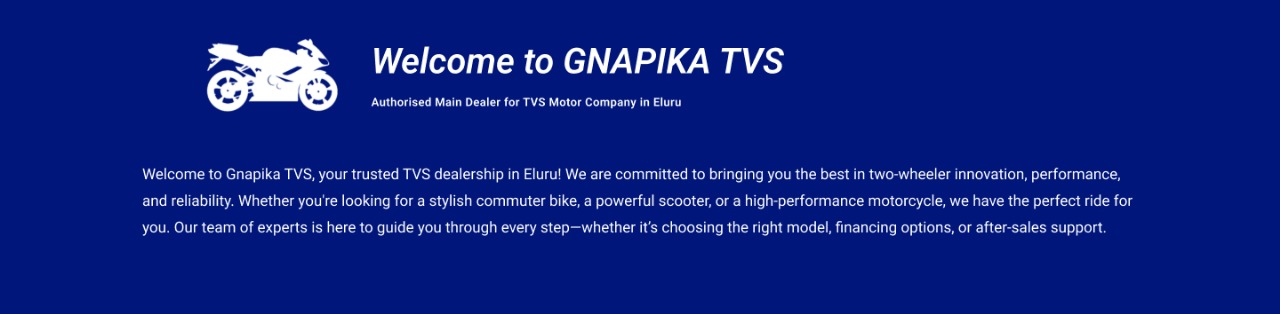 Welcome to GNAPIKA TVS
Authorised Main Dealer for TVS Motor Company in Eluru
Welcome to Gnapika TVS, your trusted TVS dealership in Eluru! We are committed to bringing you the best in two-wheeler innovation, performance,
and reliability. Whether you're looking for a stylish commuter bike, a powerful scooter, or a high-performance motorcycle, we have the perfect ride for
you. Our team of experts is here to guide you through every step—whether it’s choosing the right model, financing options, or after-sales support.